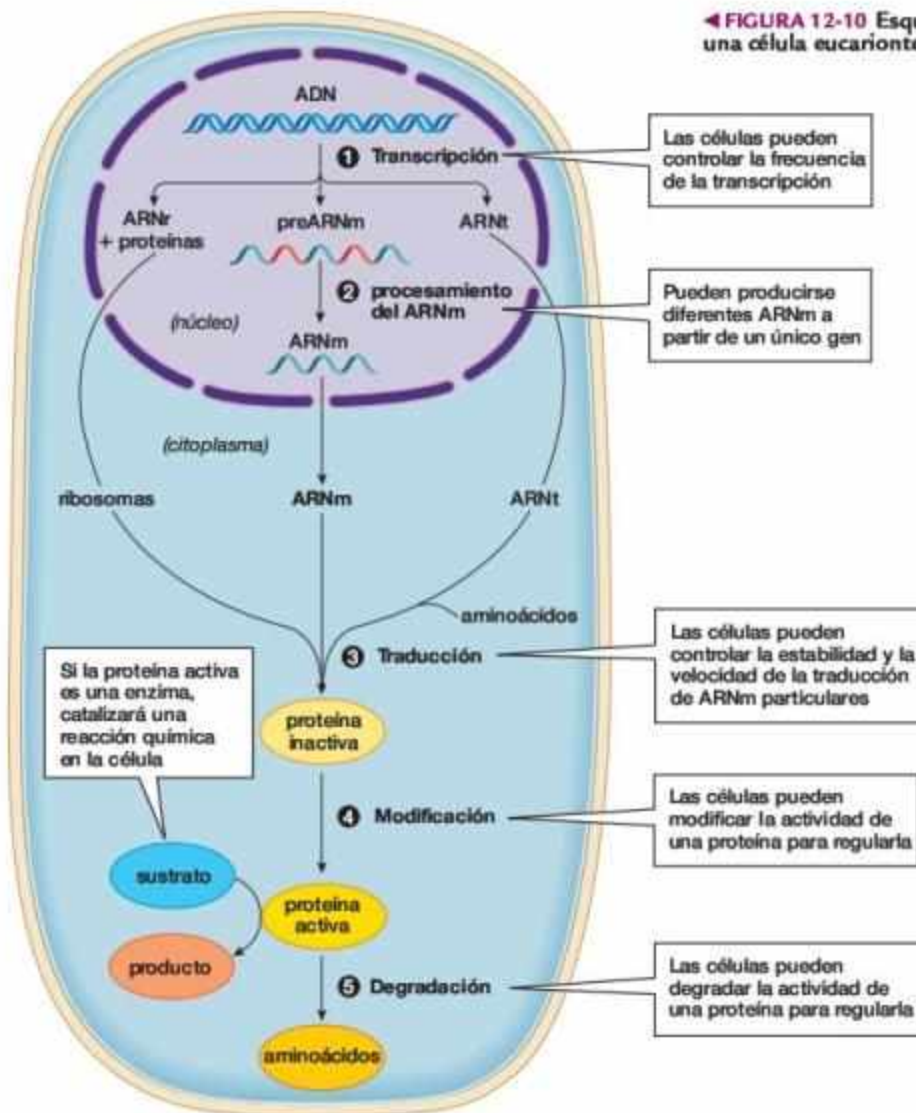 ◀FIGURA 12-10 Esqu
una célula eucarionte
ADN
❶ Transcripción
Las células pueden
controlar la frecuencia
de la transcripción
ARNr
+ proteínas
preARNm
ARNt
❷ procesamiento
del ARNm
Pueden producirse
diferentes ARNm a
partir de un único gen
(núcleo)
ARNm
(citoplasma)
ribosomas
ARNm
ARNt
aminoácidos
❸ Traducción
Las células pueden
controlar la estabilidad y la
velocidad de la traducción
de ARNm particulares
Si la proteína activa
es una enzima,
catalizará una
reacción química
en la célula
proteína
inactiva
❹ Modificación
Las células pueden
modificar la actividad de
una proteína para regularla
sustrato
proteína
activa
producto
❺ Degradación
Las células pueden
degradar la actividad de
una proteína para regularla
aminoácidos